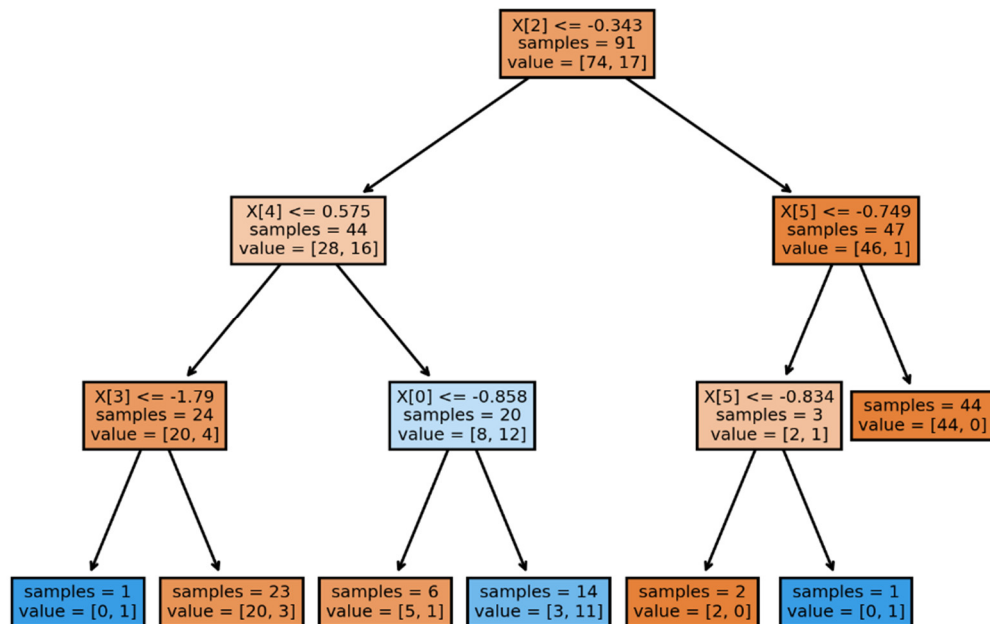 X[2] <= -0.343
samples = 91
value = [74, 17]
X[4] <= 0.575
samples = 44
value = [28, 16]
X[5] <= -0.749
samples = 47
value = [46, 1]
X[3] <= -1.79
samples = 24
value = [20, 4]
X[0] <= -0.858
samples = 20
value = [8, 12]
X[5] <= -0.834
samples = 3
value = [2, 1]
samples = 44
value = [44, 0]
samples = 1
value = [0, 1]
samples = 23
value = [20, 3]
samples = 6
value = [5, 1]
samples = 14
value = [3, 11]
samples = 2
value = [2, 0]
samples = 1
value = [0, 1]